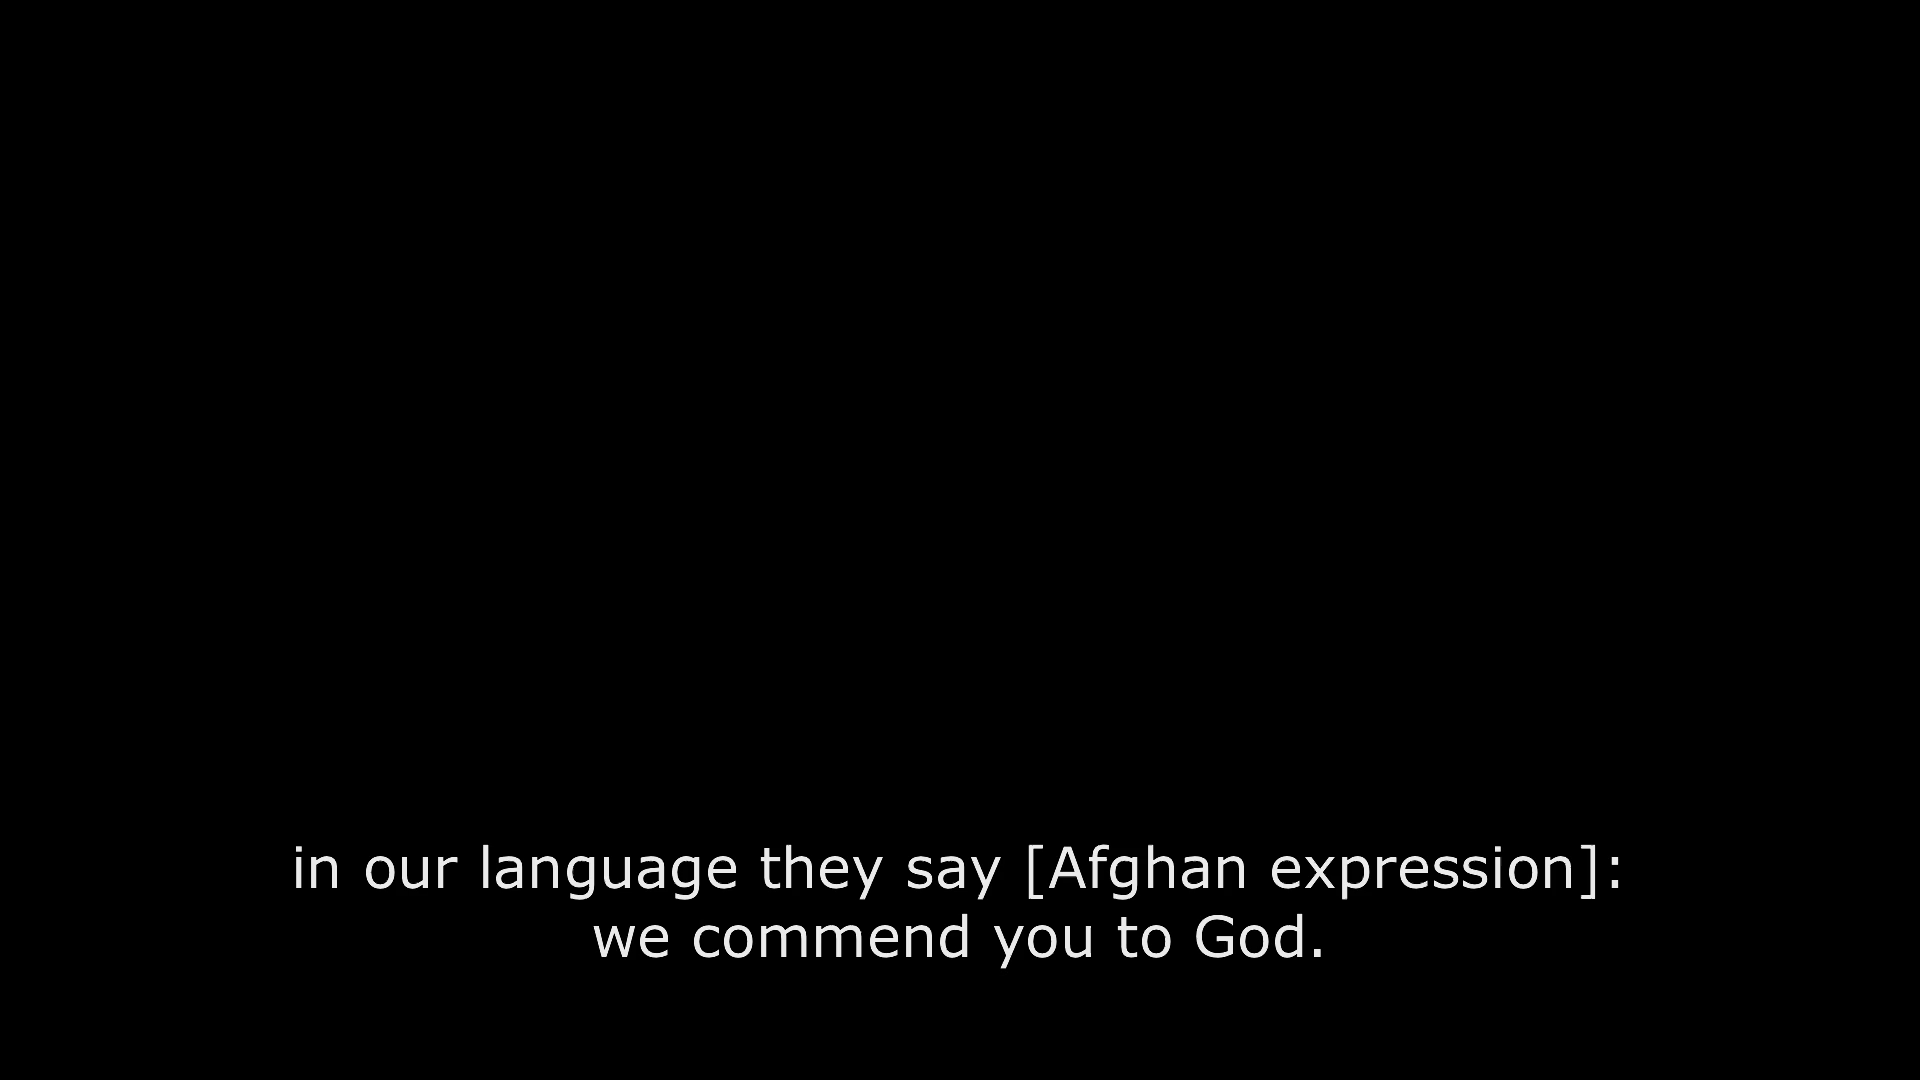 in our language they say [Afghan expression]:
we commend you to God.